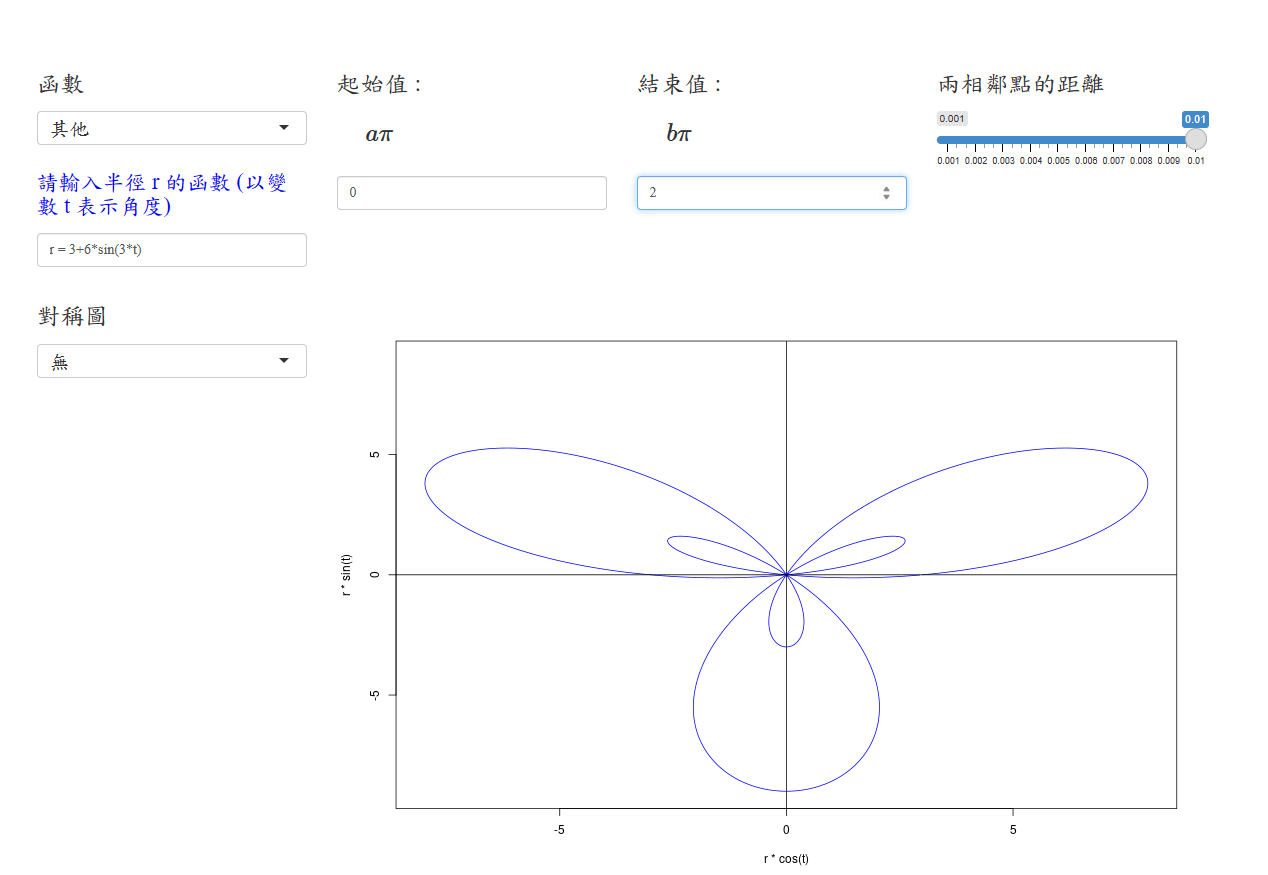 函數
其他
請輸入半徑 r 的函數 (以變
數 t 表示角度)
r = 3+6*sin(3*t)
對稱圖
無
起始值 :
aπ
0
結束值 :
bπ
2
兩相鄰點的距離
0.001
0.01
0.001 0.002 0.003 0.004 0.005 0.006 0.007 0.008 0.009 0.01
r * sin(t)
5
0
-5
-5 0 5
r * cos(t)